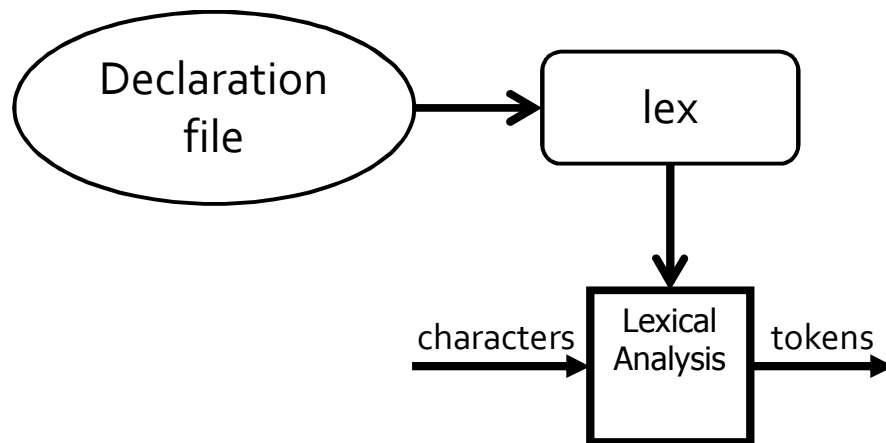 Declaration
file
lex
characters
Lexical
Analysis
tokens